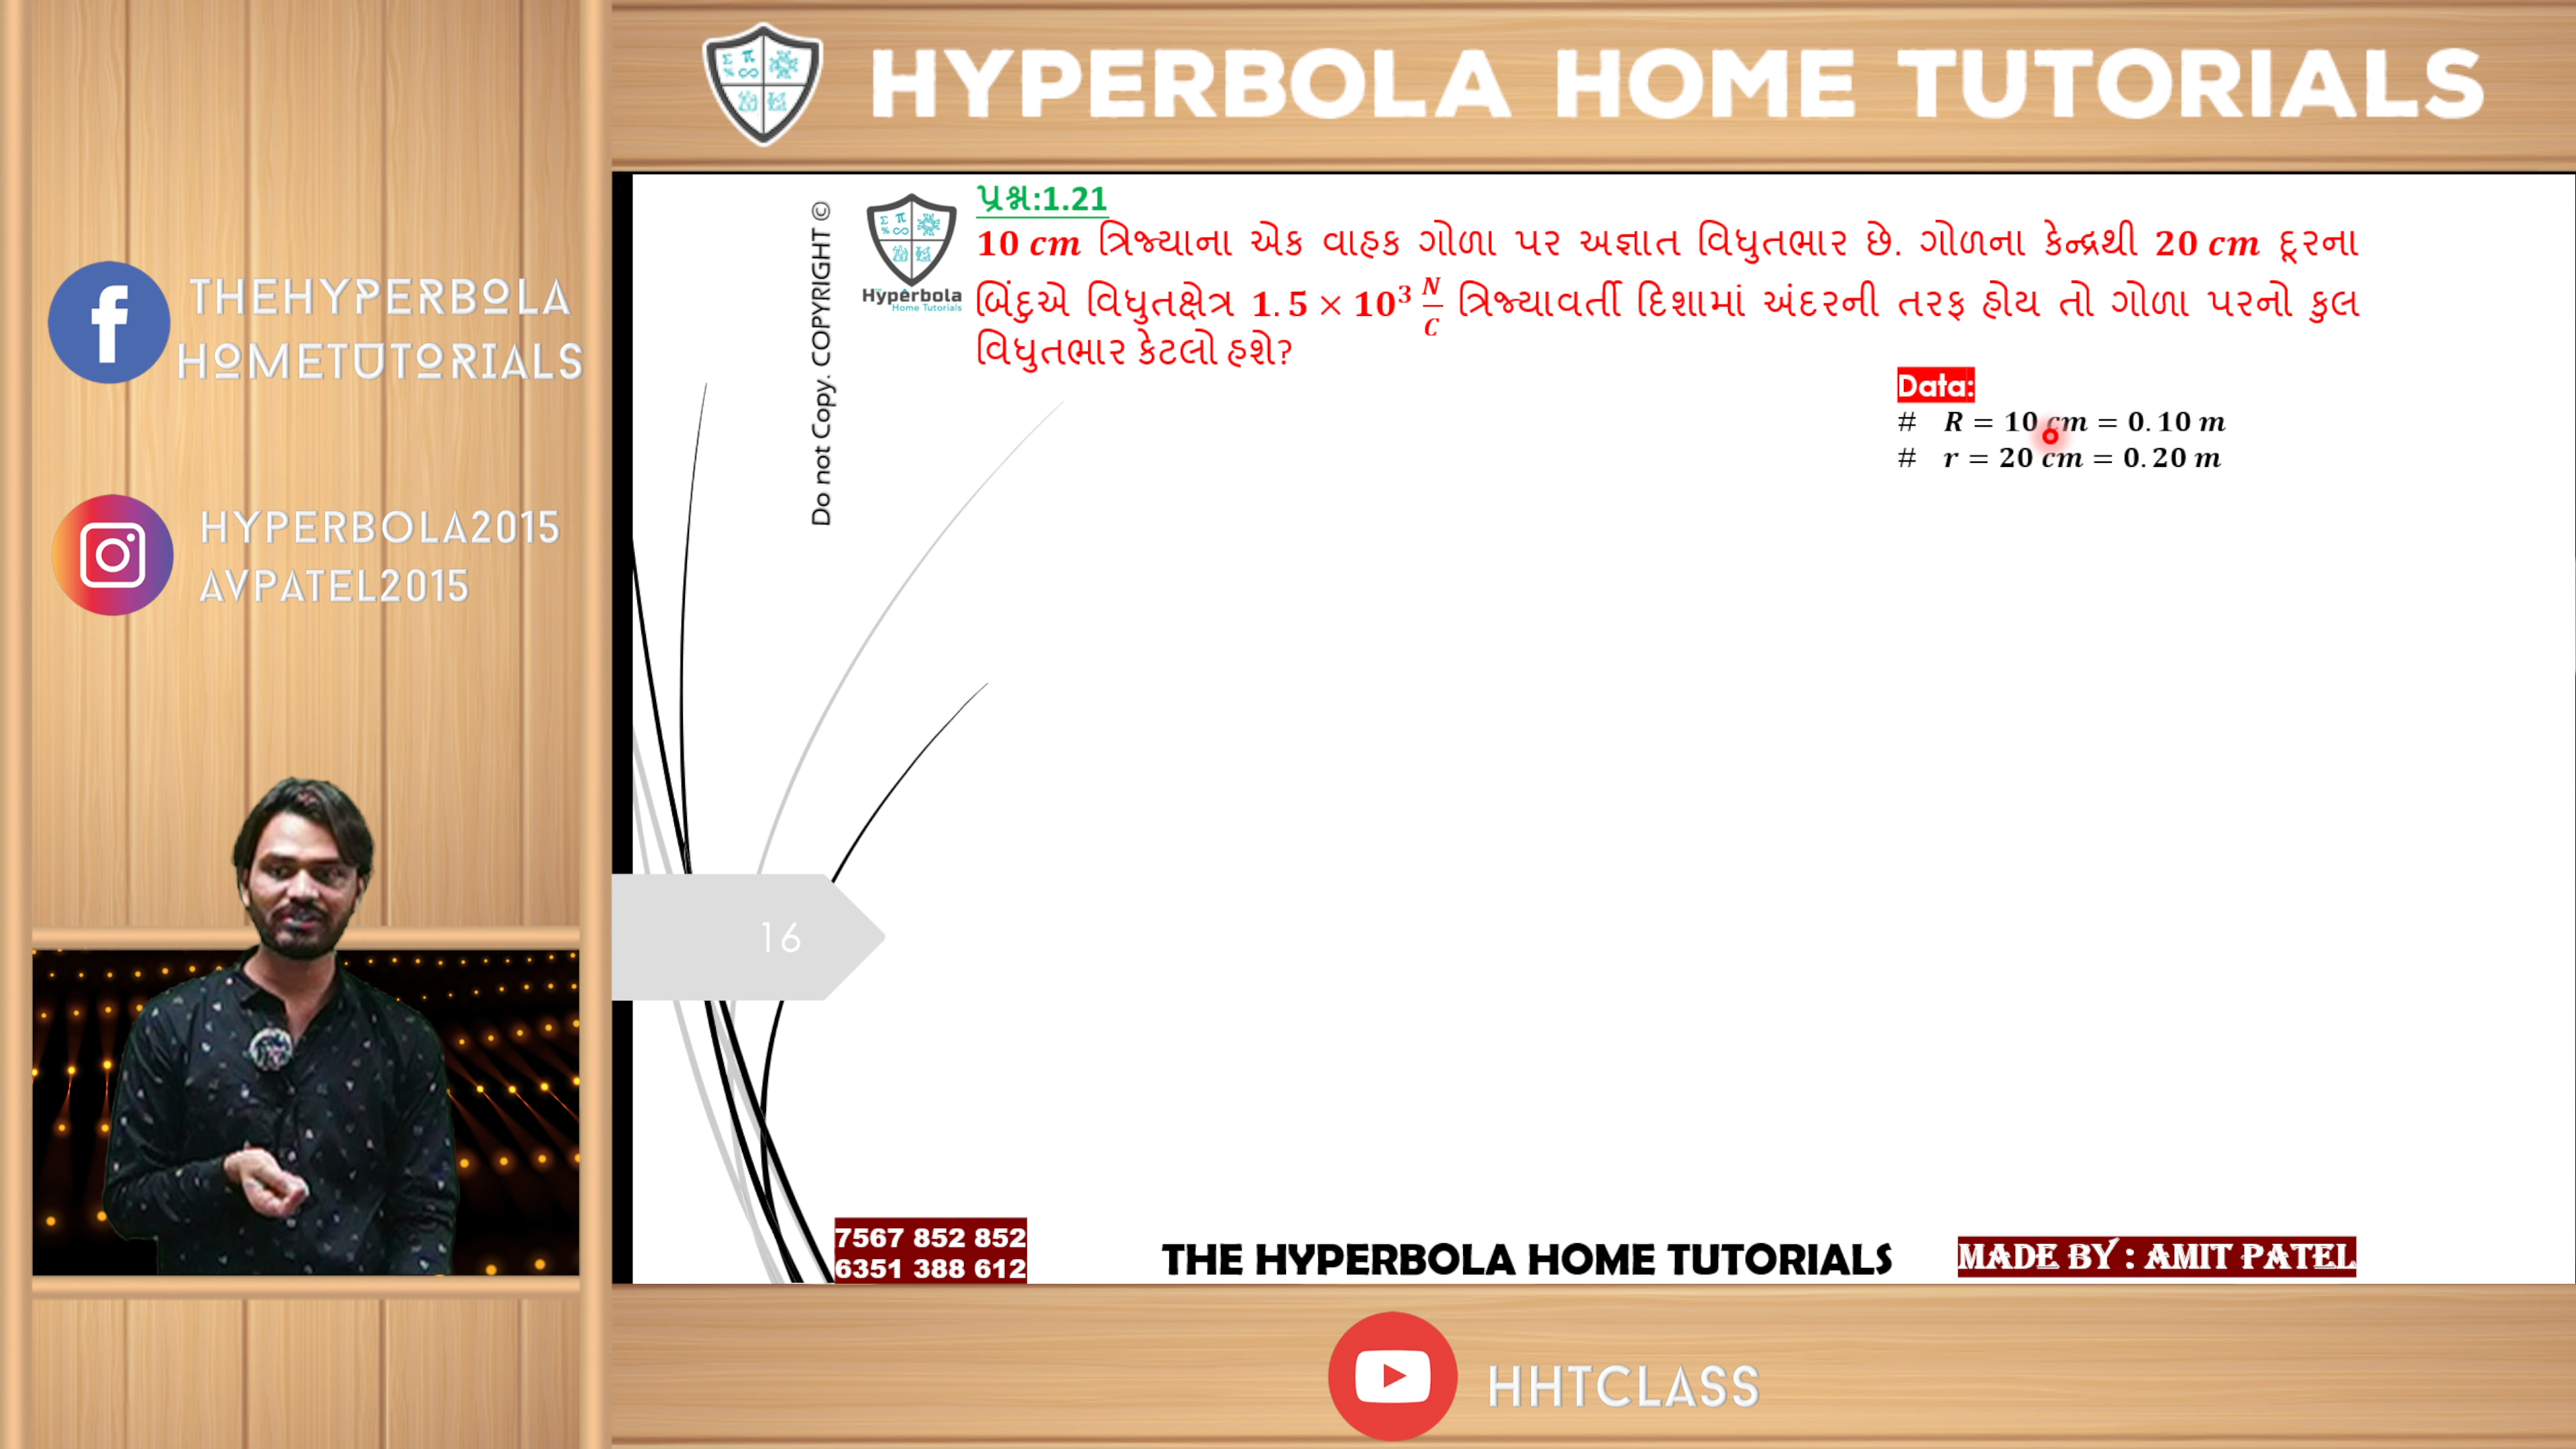 HYPERBOLA HOME TUTORIALS
THEHYPERBOLA
HOMETUTORIALS
HYPERBOLA2015
AVPATEL2015
Do not Copy. COPYRIGHT ©
Hyperbola
Home Tutorials
પ્રશ્ન:1.21
10 cm ત્રિજ્યાના એક વાહક ગોળા પર અજ્ઞાત વિધુતભાર છે. ગોળના કેન્દ્રથી 20 cm દૂરના
બિંદુએ વિધુતક્ષેત્ર 1.5 × 10³ N/C ત્રિજ્યાવર્તી દિશામાં અંદરની તરફ હોય તો ગોળા પરનો કુલ
વિધુતભાર કેટલો હશે?
Data:
# R = 10 cm = 0.10 m
# r = 20 cm = 0.20 m
16
7567 852 852
6351 388 612
THE HYPERBOLA HOME TUTORIALS
MADE BY : AMIT PATEL
HHTCLASS